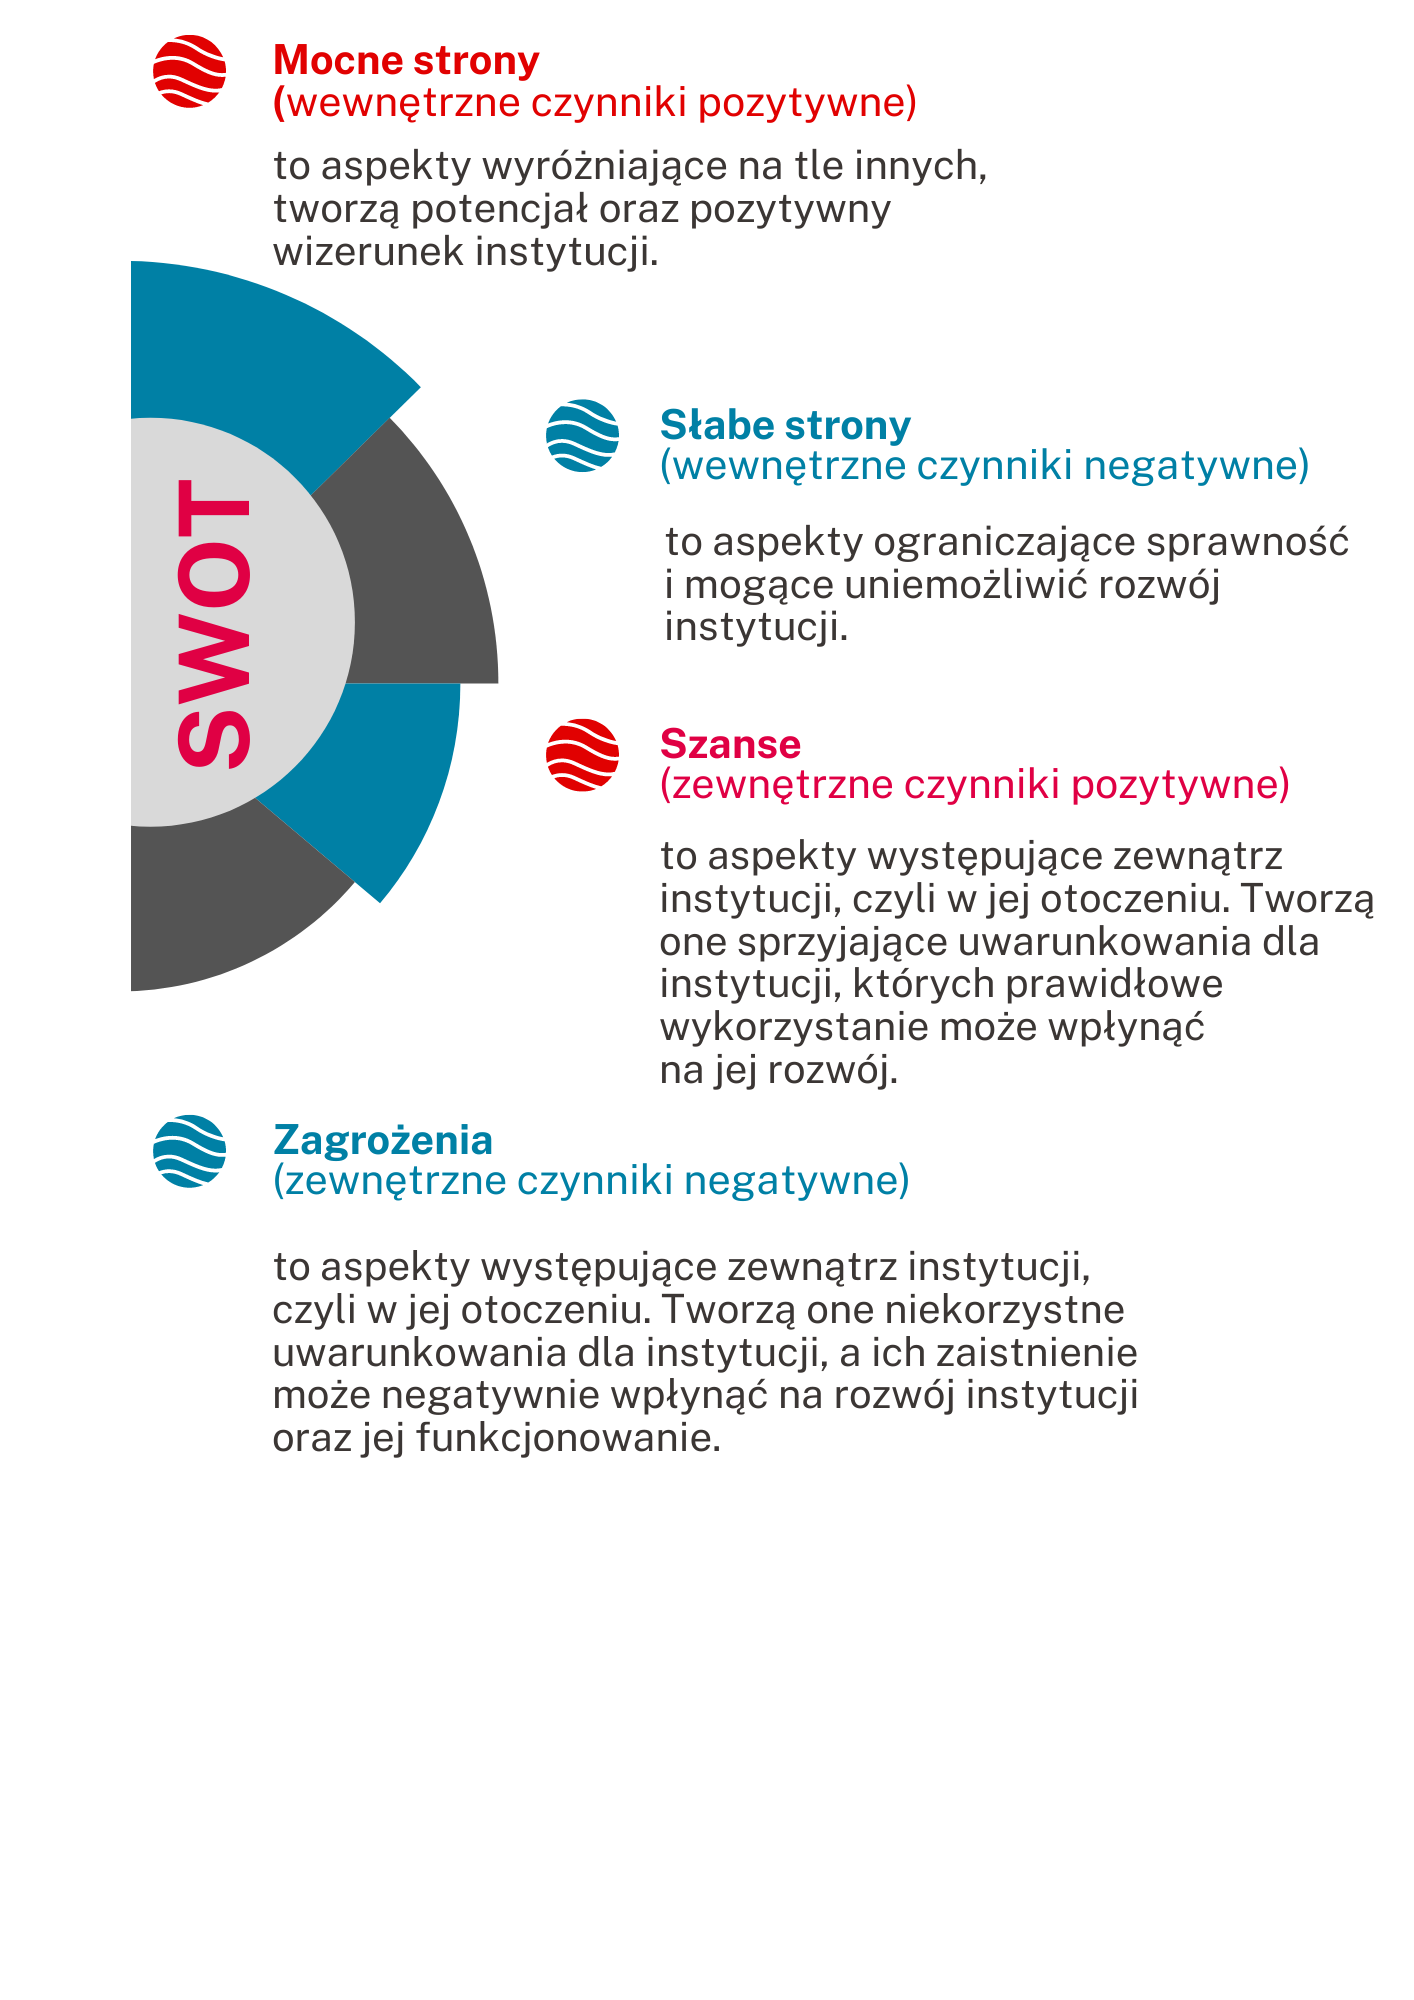 Mocne strony
(wewnętrzne czynniki pozytywne)
to aspekty wyróżniające na tle innych,
tworzą potencjał oraz pozytywny
wizerunek instytucji.
SWOT
Słabe strony
(wewnętrzne czynniki negatywne)
to aspekty ograniczające sprawność
i mogące uniemożliwić rozwój
instytucji.
Szanse
(zewnętrzne czynniki pozytywne)
to aspekty występujące zewnątrz
instytucji, czyli w jej otoczeniu. Tworzą
one sprzyjające uwarunkowania dla
instytucji, których prawidłowe
wykorzystanie może wpłynąć
na jej rozwój.
Zagrożenia
(zewnętrzne czynniki negatywne)
to aspekty występujące zewnątrz instytucji,
czyli w jej otoczeniu. Tworzą one niekorzystne
uwarunkowania dla instytucji, a ich zaistnienie
może negatywnie wpłynąć na rozwój instytucji
oraz jej funkcjonowanie.